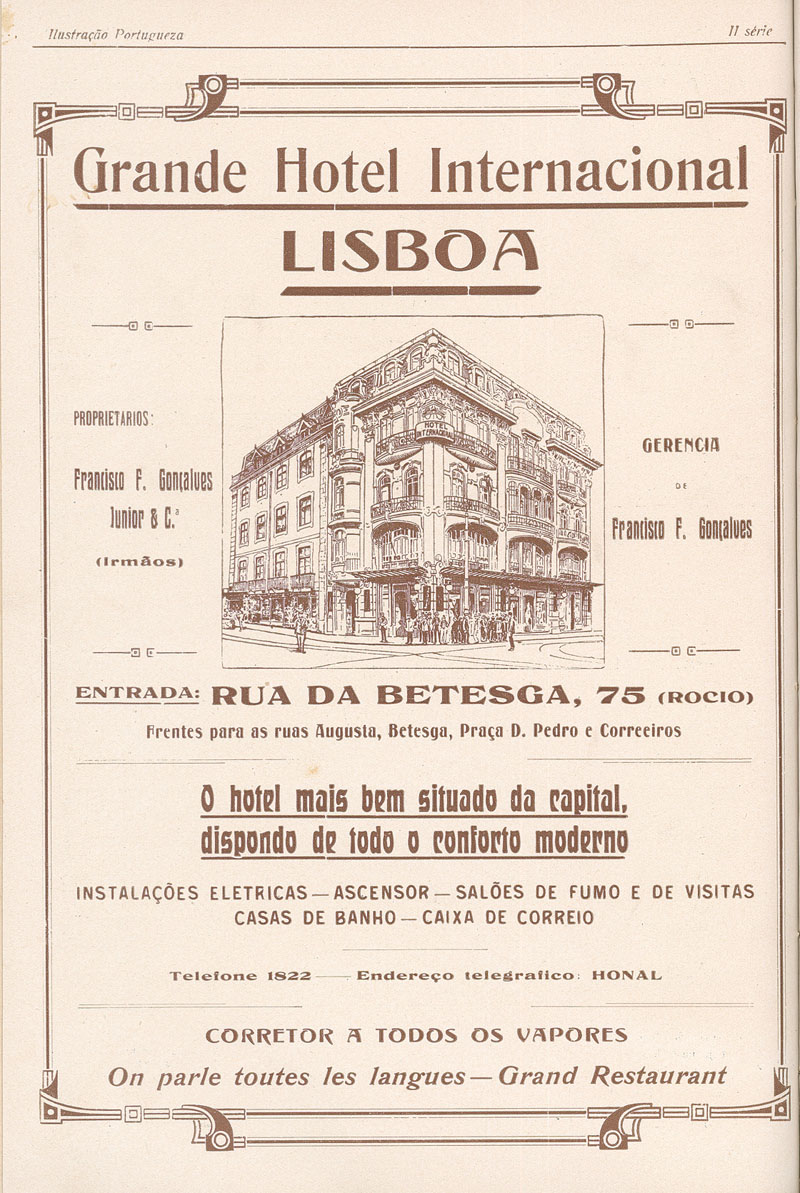 Ilustração Portugueza
II série
Grande Hotel Internacional
LISBOA
PROPRIETARIOS:
Francisco F. Gonçalves
Junior & C.ª
(Irmãos)
HOTEL
INTERNACIONAL
GERENCIA
DE
Francisco F. Gonçalves
ENTRADA: RUA DA BETESGA, 75 (ROCIO)
Frentes para as ruas Augusta, Betesga, Praça D. Pedro e Correeiros
O hotel mais bem situado da capital,
dispondo de todo o conforto moderno
INSTALAÇÕES ELETRICAS — ASCENSOR — SALÕES DE FUMO E DE VISITAS
CASAS DE BANHO — CAIXA DE CORREIO
Telefone 1822 — Endereço telegrafico: HONAL
CORRETOR A TODOS OS VAPORES
On parle toutes les langues — Grand Restaurant